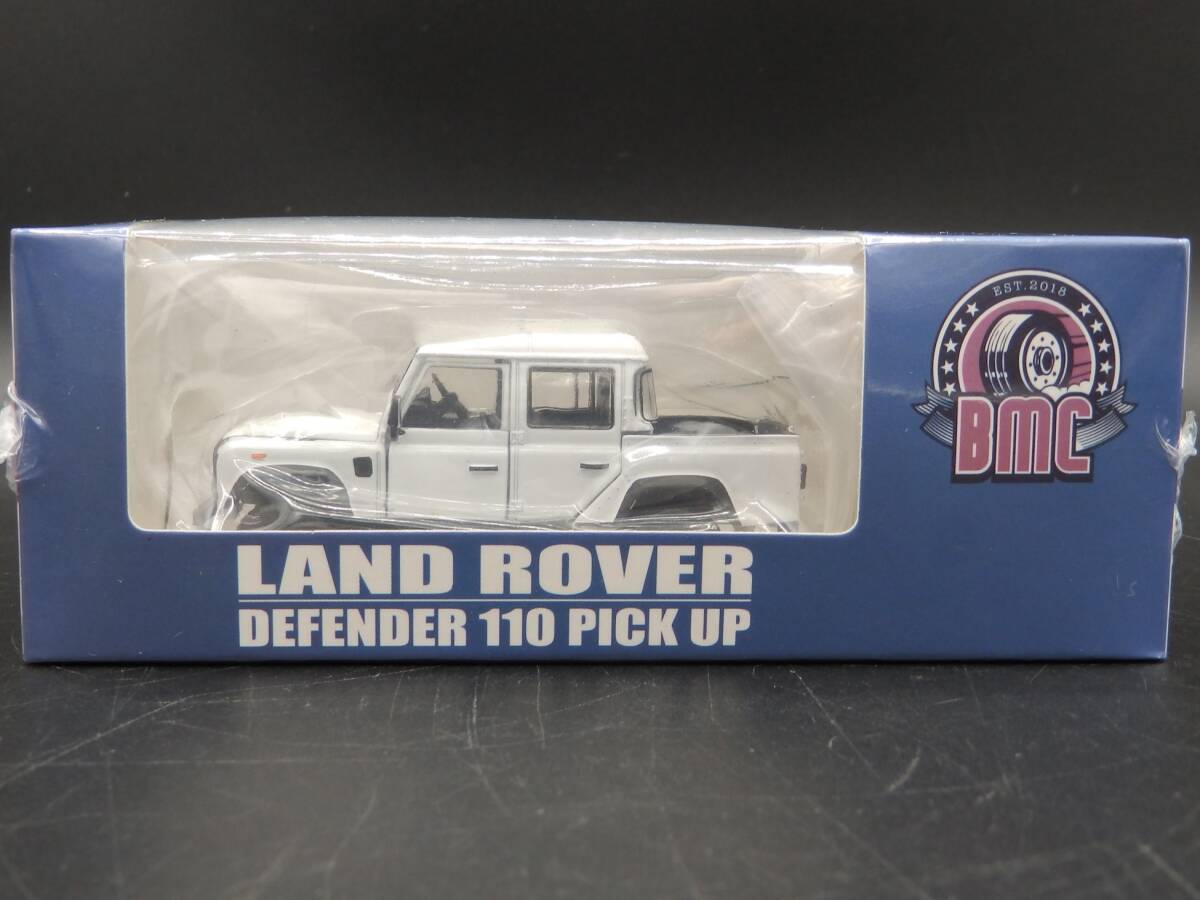 EST.2018
BMC
LAND ROVER
DEFENDER 110 PICK UP